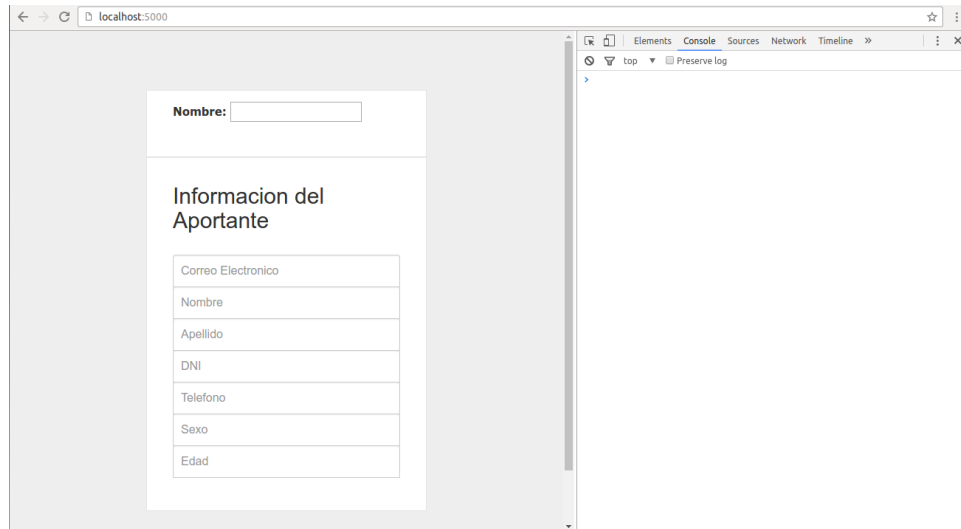 localhost:5000
Elements Console Sources Network Timeline »
top ▼ Preserve log
Nombre:
Informacion del
Aportante
Correo Electronico
Nombre
Apellido
DNI
Telefono
Sexo
Edad